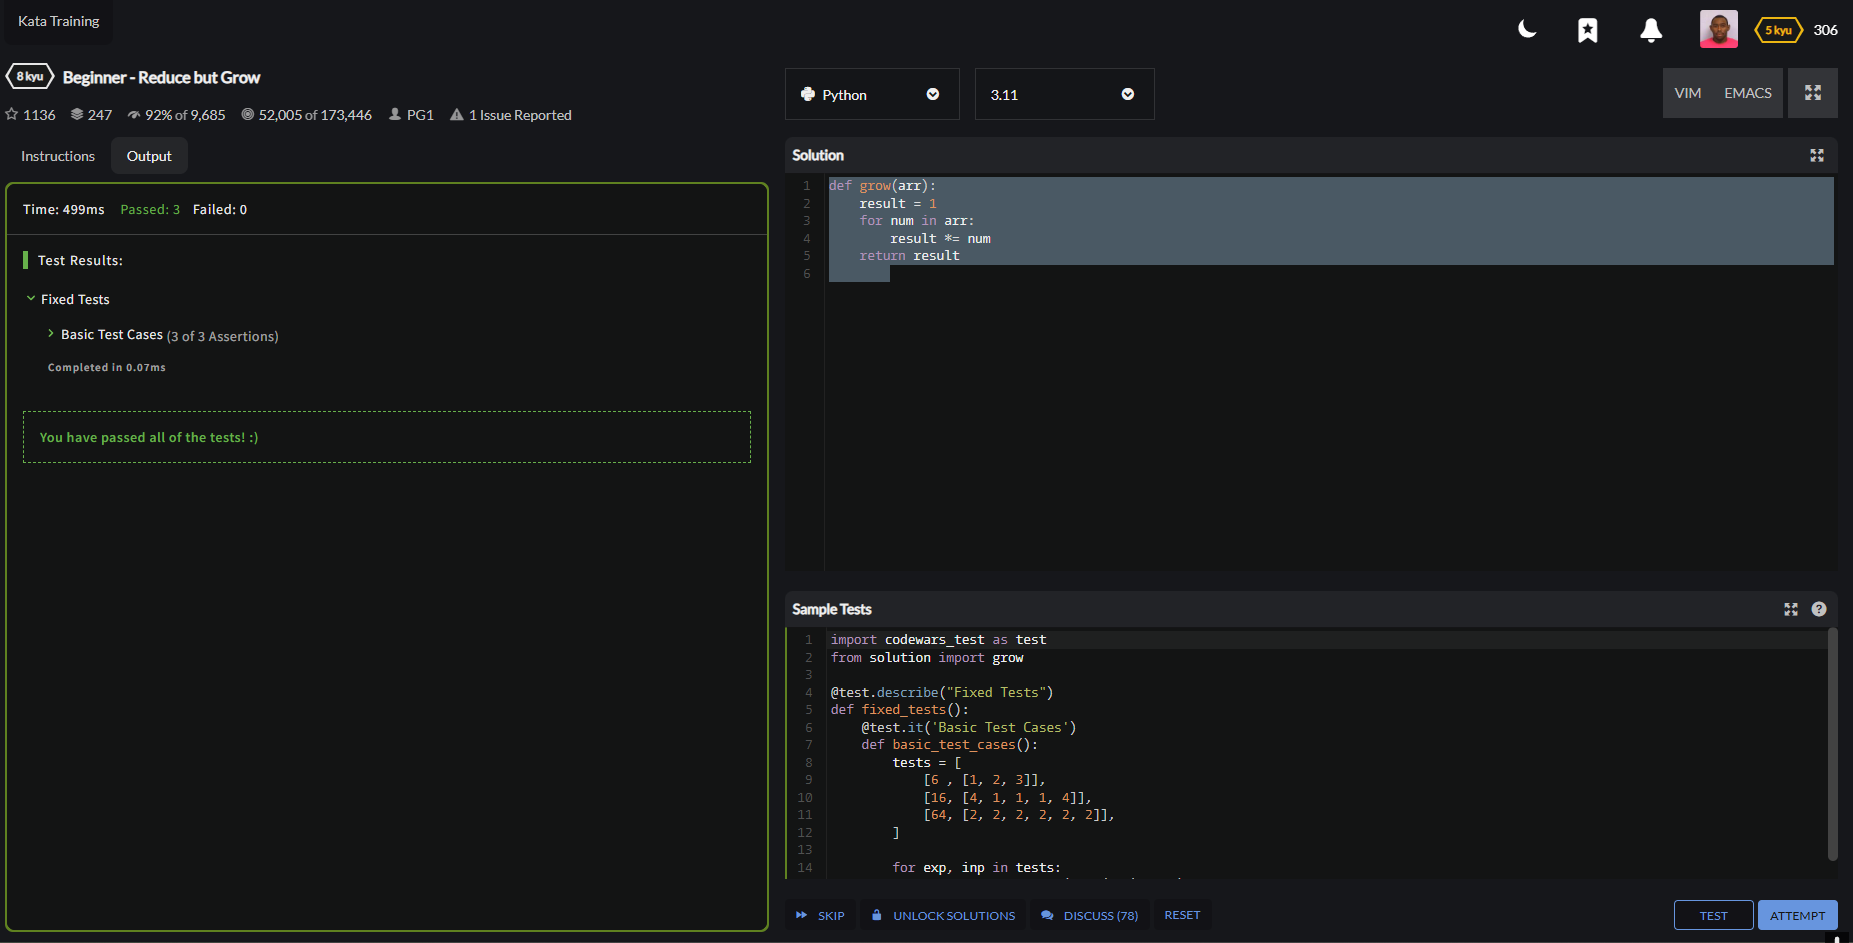 Kata Training
5 kyu 306
8 kyu Beginner - Reduce but Grow
1136 247 92% of 9,685 52,005 of 173,446 PG1 1 Issue Reported
Instructions Output
Time: 499ms Passed: 3 Failed: 0
Test Results:
Fixed Tests
Basic Test Cases (3 of 3 Assertions)
Completed in 0.07ms
You have passed all of the tests! :)
Python 3.11 VIM EMACS
Solution
1 def grow(arr):
2     result = 1
3     for num in arr:
4         result *= num
5     return result
6
Sample Tests ?
1 import codewars_test as test
2 from solution import grow
3
4 @test.describe("Fixed Tests")
5 def fixed_tests():
6     @test.it('Basic Test Cases')
7     def basic_test_cases():
8         tests = [
9             [6 , [1, 2, 3]],
10             [16, [4, 1, 1, 1, 4]],
11             [64, [2, 2, 2, 2, 2, 2]],
12         ]
13
14         for exp, inp in tests:
SKIP UNLOCK SOLUTIONS DISCUSS (78) RESET TEST ATTEMPT